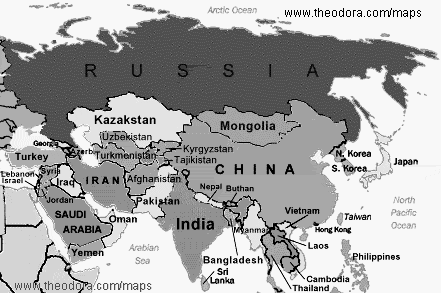 Arctic Ocean
www.theodora.com/maps
RUSSIA
Kazakstan
Mongolia
Uzbekistan
Georgia
Azerb.
Kyrgyzstan
Turkey
Turkmenistan
Tajikistan
N. Korea
Japan
S. Korea
Lebanon
Syria
Israel
Iraq
IRAN
Afghanistan
CHINA
Jordan
Nepal
Buthan
Pakistan
SAUDI
ARABIA
Oman
India
Myanmar
Vietnam
Taiwan
Hong Kong
North
Pacific
Ocean
Yemen
Arabian
Sea
Laos
Bangladesh
Philippines
Sri
Lanka
Cambodia
Thailand
www.theodora.com/maps